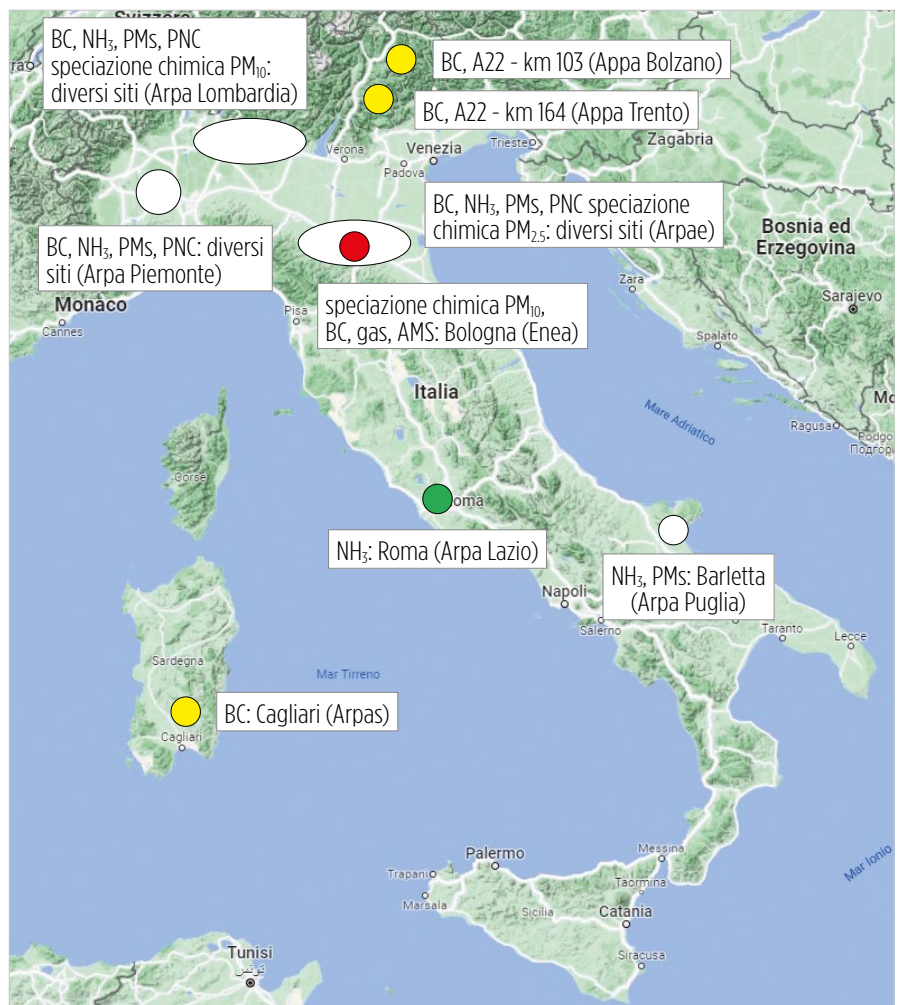 Svizzera
BC, NH₃, PMs, PNC
speciazione chimica PM₁₀:
diversi siti (Arpa Lombardia)
BC, A22 - km 103 (Appa Bolzano)
BC, A22 - km 164 (Appa Trento)
Verona
Venezia
Padova
Trieste
Zagabria
BC, NH₃, PMs, PNC speciazione
chimica PM₂.₅: diversi siti (Arpae)
BC, NH₃, PMs, PNC: diversi
siti (Arpa Piemonte)
Bosnia ed
Erzegovina
Monaco
Cannes
Pisa
speciazione chimica PM₁₀,
BC, gas, AMS: Bologna (Enea)
Zara
Sarajevo
Spalato
Italia
Mare Adriatico
Ragusa
Mo
Podgo
Подгор
Corse
oma
NH₃: Roma (Arpa Lazio)
NH₃, PMs: Barletta
(Arpa Puglia)
Napoli
Salerno
Taranto
Lecce
Sardegna
Mar Tirreno
BC: Cagliari (Arpas)
Cagliari
Palermo
Messina
Mar Ionio
Trapani
Taormina
Marsala
Sicilia
Catania
Siracusa
Tunisi
تونس